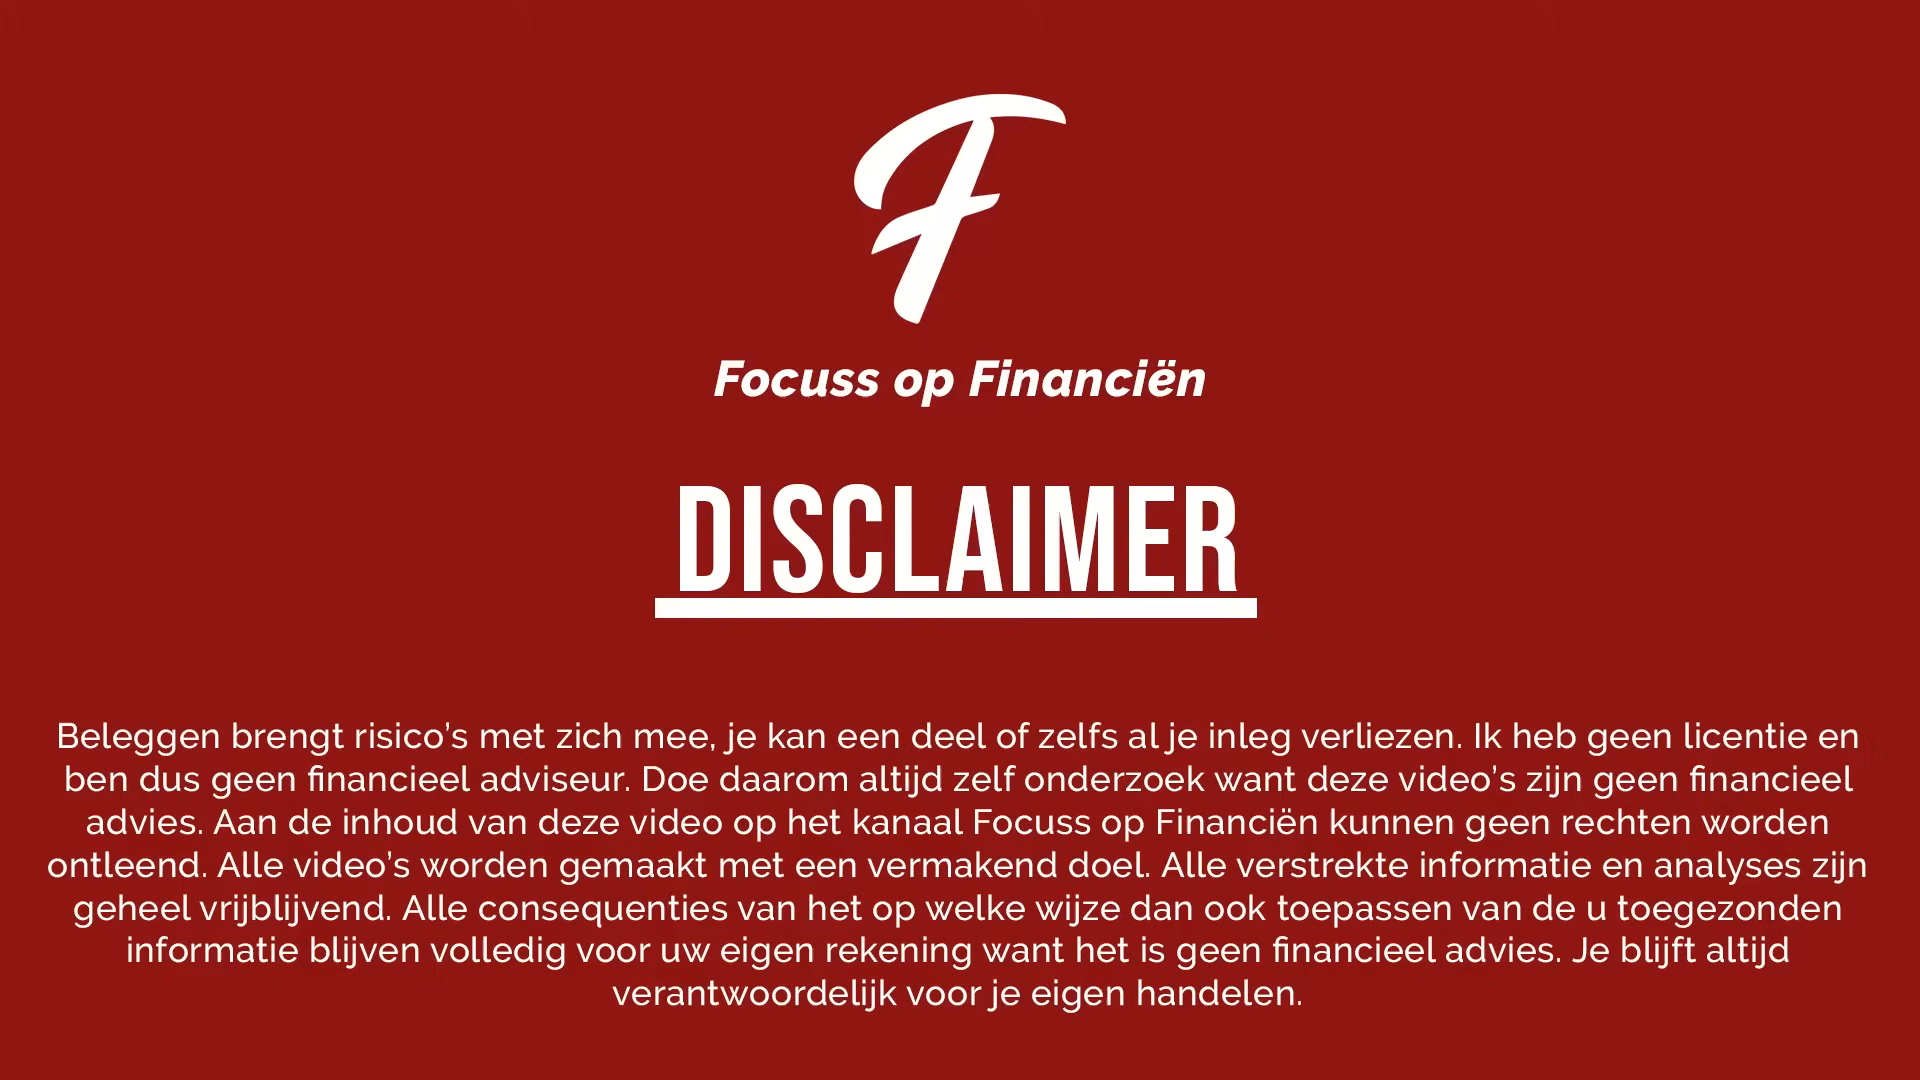 F
Focuss op Financiën
DISCLAIMER
Beleggen brengt risico’s met zich mee, je kan een deel of zelfs al je inleg verliezen. Ik heb geen licentie en
ben dus geen financieel adviseur. Doe daarom altijd zelf onderzoek want deze video’s zijn geen financieel
advies. Aan de inhoud van deze video op het kanaal Focuss op Financiën kunnen geen rechten worden
ontleend. Alle video’s worden gemaakt met een vermakend doel. Alle verstrekte informatie en analyses zijn
geheel vrijblijvend. Alle consequenties van het op welke wijze dan ook toepassen van de u toegezonden
informatie blijven volledig voor uw eigen rekening want het is geen financieel advies. Je blijft altijd
verantwoordelijk voor je eigen handelen.